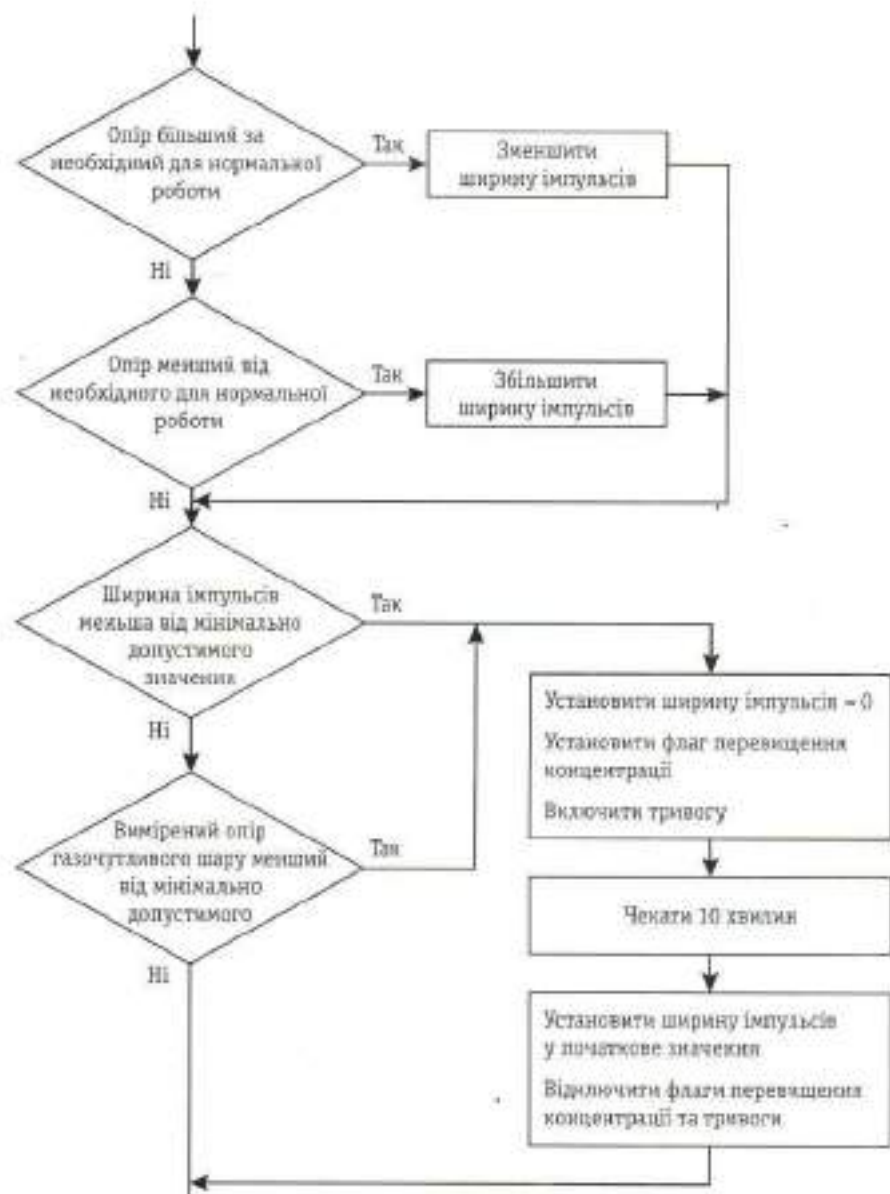 Опір більший за
необхідний для нормальної
роботи
Так
Зменшити
ширину імпульсів
Ні
Опір менший від
необхідного для нормальної
роботи
Так
Збільшити
ширину імпульсів
Ні
Ширина імпульсів
меньша від мінімально
допустимого
значення
Так
Ні
Установити ширину імпульсів = 0
Установити флаг перевищення
концентрації
Включити тривогу
Вимірений опір
газочутливого шару менший
від мінімально
допустимого
Так
Ні
Чекати 10 хвилин
Установити ширину імпульсів
у початкове значення
Відключити флаги перевищення
концентрації та тривоги